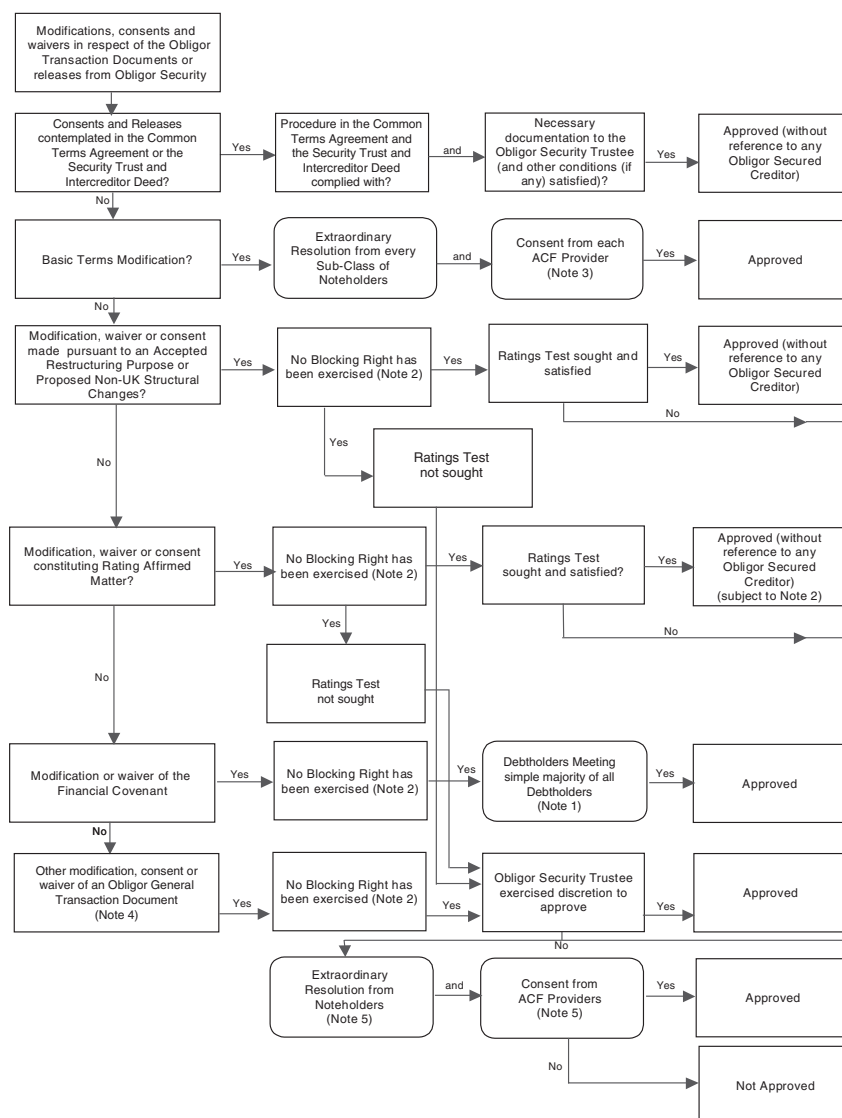 Modifications, consents and
waivers in respect of the Obligor
Transaction Documents or
releases from Obligor Security
Consents and Releases
contemplated in the Common
Terms Agreement or the
Security Trust and
Intercreditor Deed?
Yes
Procedure in the Common
Terms Agreement and
the Security Trust and
Intercreditor Deed
complied with?
and
Necessary
documentation to the
Obligor Security Trustee
(and other conditions (if
any) satisfied)?
Yes
Approved (without
reference to any
Obligor Secured
Creditor)
No
Basic Terms Modification?
Yes
Extraordinary
Resolution from every
Sub-Class of
Noteholders
and
Consent from each
ACF Provider
(Note 3)
Yes
Approved
No
Modification, waiver or consent
made pursuant to an Accepted
Restructuring Purpose or
Proposed Non-UK Structural
Changes?
Yes
No Blocking Right has
been exercised (Note 2)
Yes
Ratings Test sought and
satisfied
Yes
Approved (without
reference to any
Obligor Secured
Creditor)
No
Yes
Ratings Test
not sought
No
Modification, waiver or consent
constituting Rating Affirmed
Matter?
Yes
No Blocking Right has
been exercised (Note 2)
Yes
Ratings Test
sought and satisfied?
Yes
Approved (without
reference to any
Obligor Secured
Creditor)
(subject to Note 2)
No
Yes
Ratings Test
not sought
No
Modification or waiver of the
Financial Covenant
Yes
No Blocking Right has
been exercised (Note 2)
Yes
Debtholders Meeting
simple majority of all
Debtholders
(Note 1)
Yes
Approved
No
Other modification, consent or
waiver of an Obligor General
Transaction Document
(Note 4)
Yes
No Blocking Right has
been exercised (Note 2)
Yes
Obligor Security Trustee
exercised discretion to
approve
Yes
Approved
No
Extraordinary
Resolution from
Noteholders
(Note 5)
and
Consent from
ACF Providers
(Note 5)
Yes
Approved
No
Not Approved